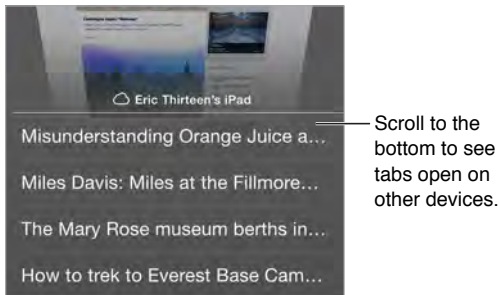 Eric Thirteen's iPad
Misunderstanding Orange Juice a...
Miles Davis: Miles at the Fillmore...
The Mary Rose museum berths in...
How to trek to Everest Base Cam...
Scroll to the
bottom to see
tabs open on
other devices.